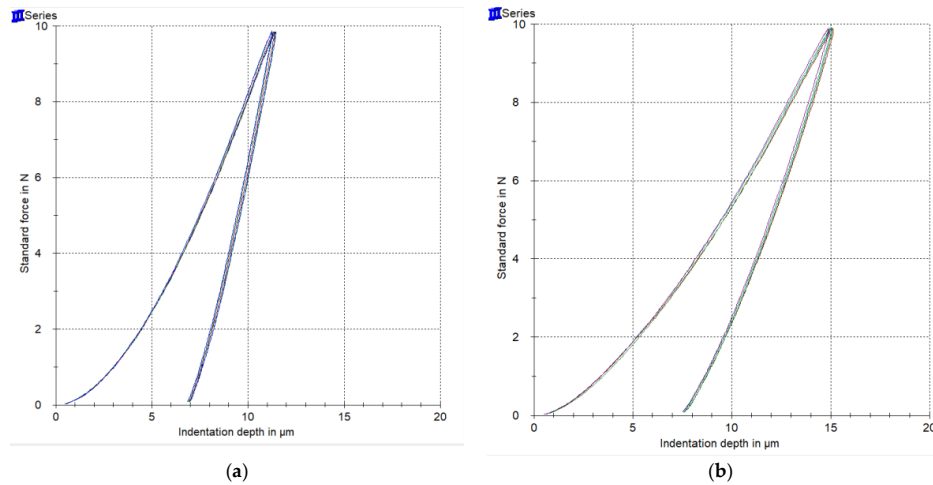 Series
10
8
6
4
2
0
0 5 10 15 20
Standard force in N
Indentation depth in µm
(a)
Series
10
8
6
4
2
0
0 5 10 15 20
Standard force in N
Indentation depth in µm
(b)